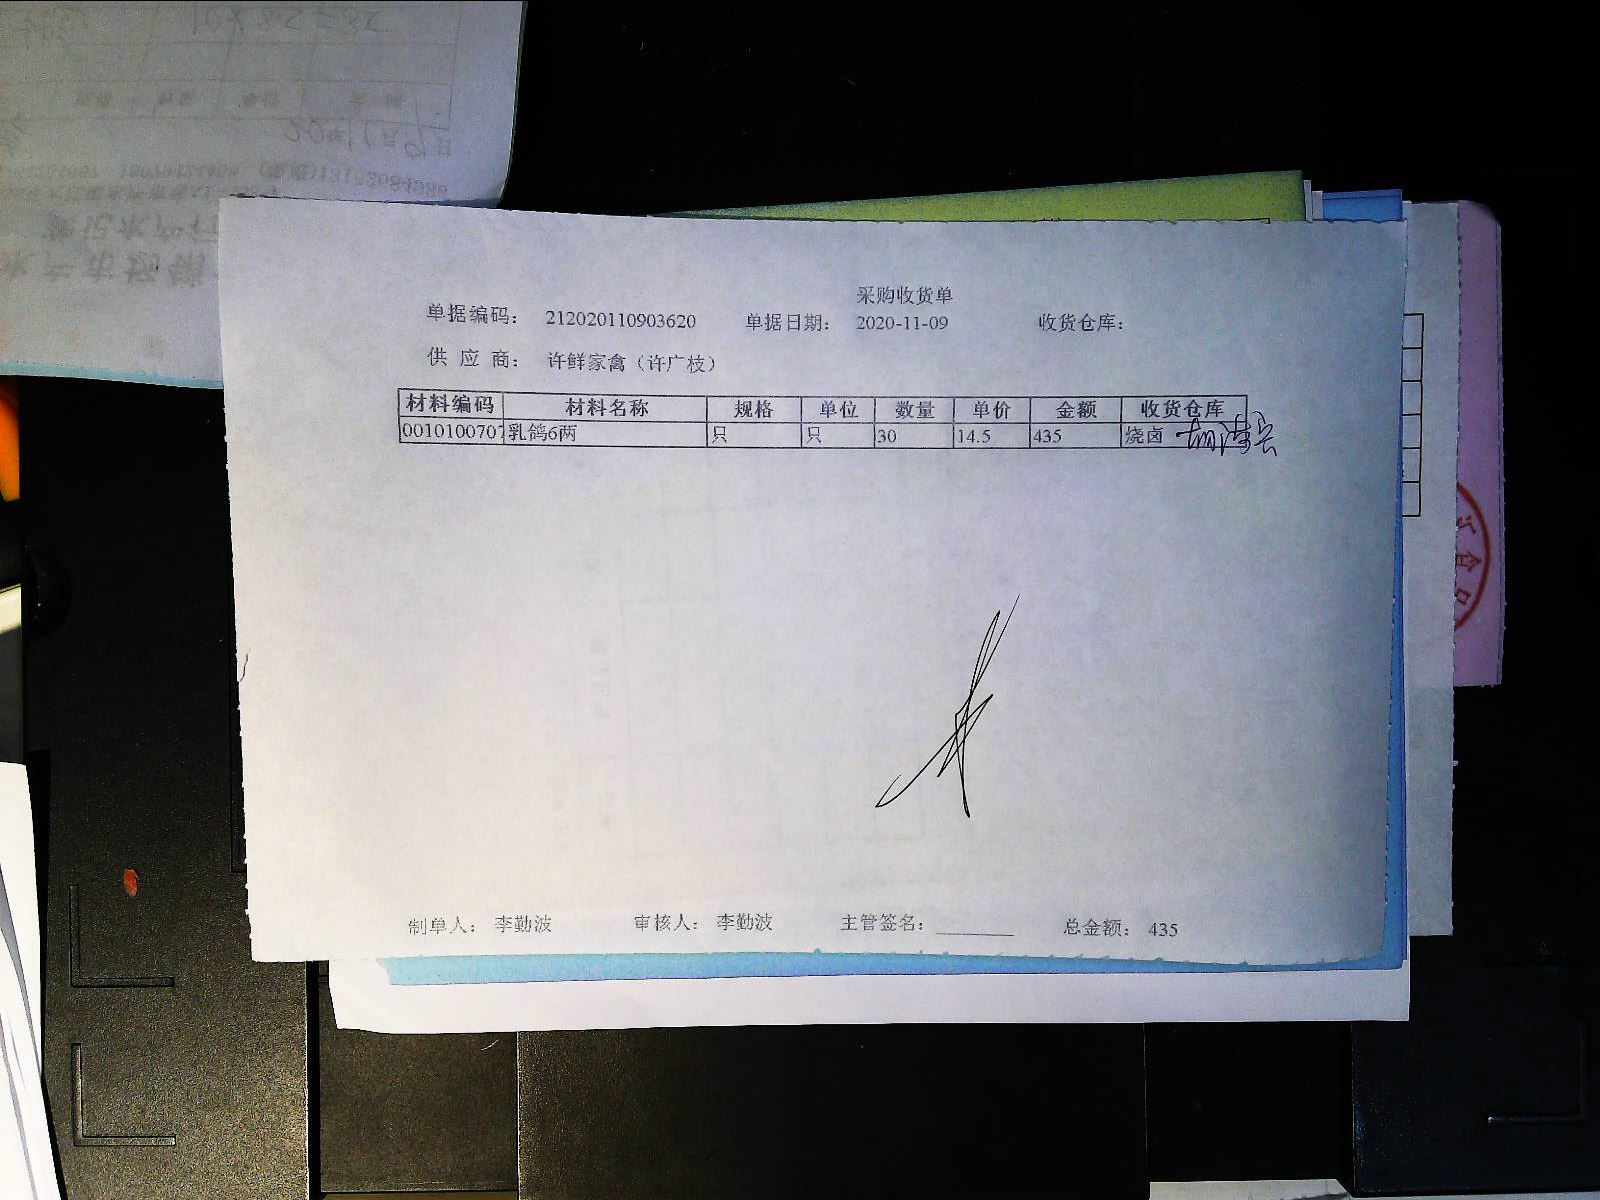 采购收货单
单据编码： 212020110903620 单据日期： 2020-11-09 收货仓库：
供 应 商： 许鲜家禽（许广枝）
材料编码 材料名称 规格 单位 数量 单价 金额 收货仓库
0010100707 乳鸽6两 只 只 30 14.5 435 烧卤
制单人： 李勤波 审核人： 李勤波 主管签名： 总金额： 435